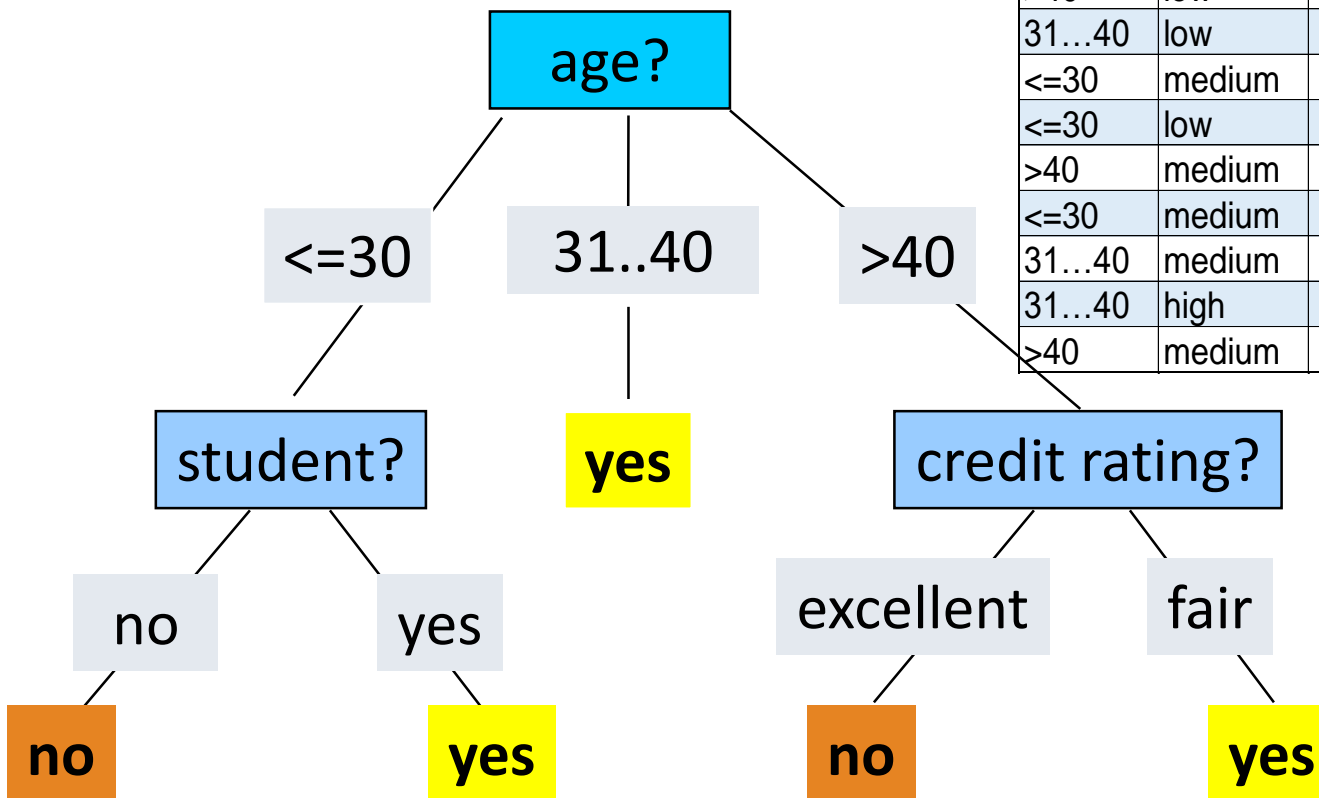 age?
<=30
31..40
>40
student?
yes
credit rating?
no
yes
excellent
fair
no
yes
no
yes
31...40 low
<=30 medium
<=30 low
>40 medium
<=30 medium
31...40 medium
31...40 high
>40 medium